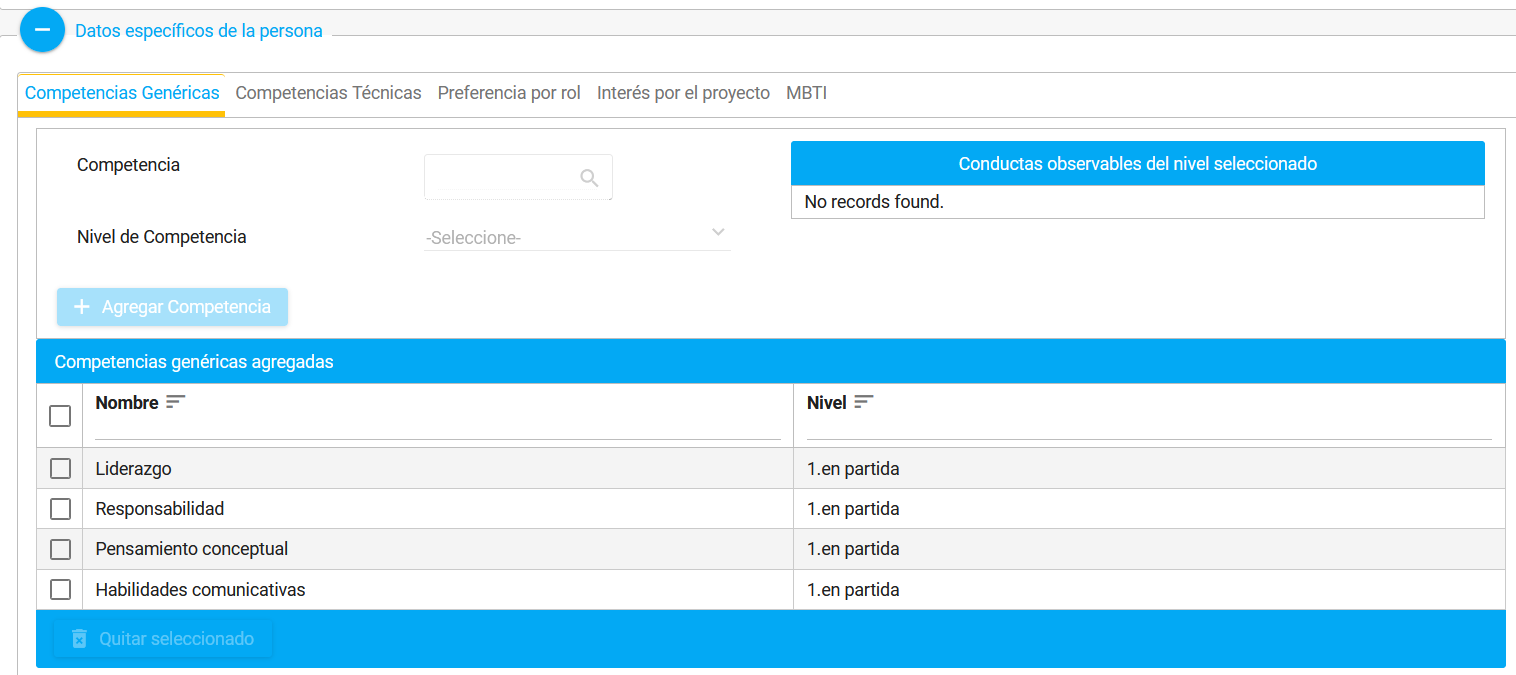 Datos específicos de la persona
Competencias Genéricas Competencias Técnicas Preferencia por rol Interés por el proyecto MBTI
Competencia
Conductas observables del nivel seleccionado
No records found.
Nivel de Competencia -Seleccione-
Agregar Competencia
Competencias genéricas agregadas
Nombre Nivel
Liderazgo 1.en partida
Responsabilidad 1.en partida
Pensamiento conceptual 1.en partida
Habilidades comunicativas 1.en partida
Quitar seleccionado